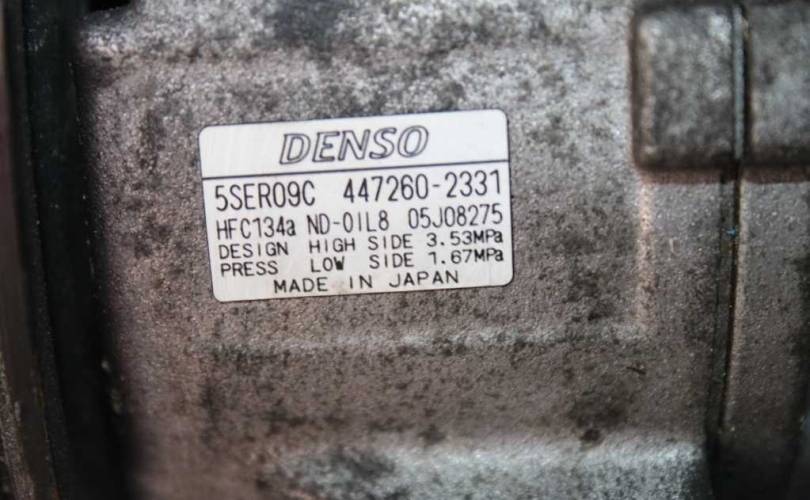 DENSO
5SER09C 447260-2331
HFC134a ND-OIL8 05J08275
DESIGN HIGH SIDE 3.53MPa
PRESS LOW SIDE 1.67MPa
MADE IN JAPAN